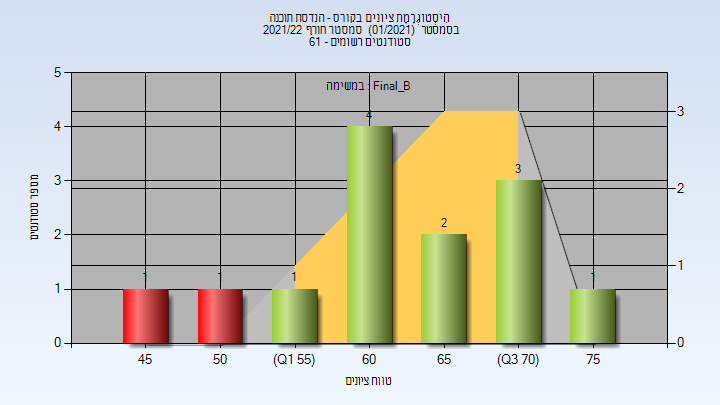 היסטוגרמת ציונים בקורס - הנדסת תוכנה
בסמסטר (01/2021) סמסטר חורף 2021/22
סטודנטים רשומים - 61
במשימה : Final_B
מספר סטודנטים
5
4
3
2
1
0
3
2
1
0
1
1
1
4
2
3
1
45
50
(Q1 55)
60
65
(Q3 70)
75
טווח ציונים